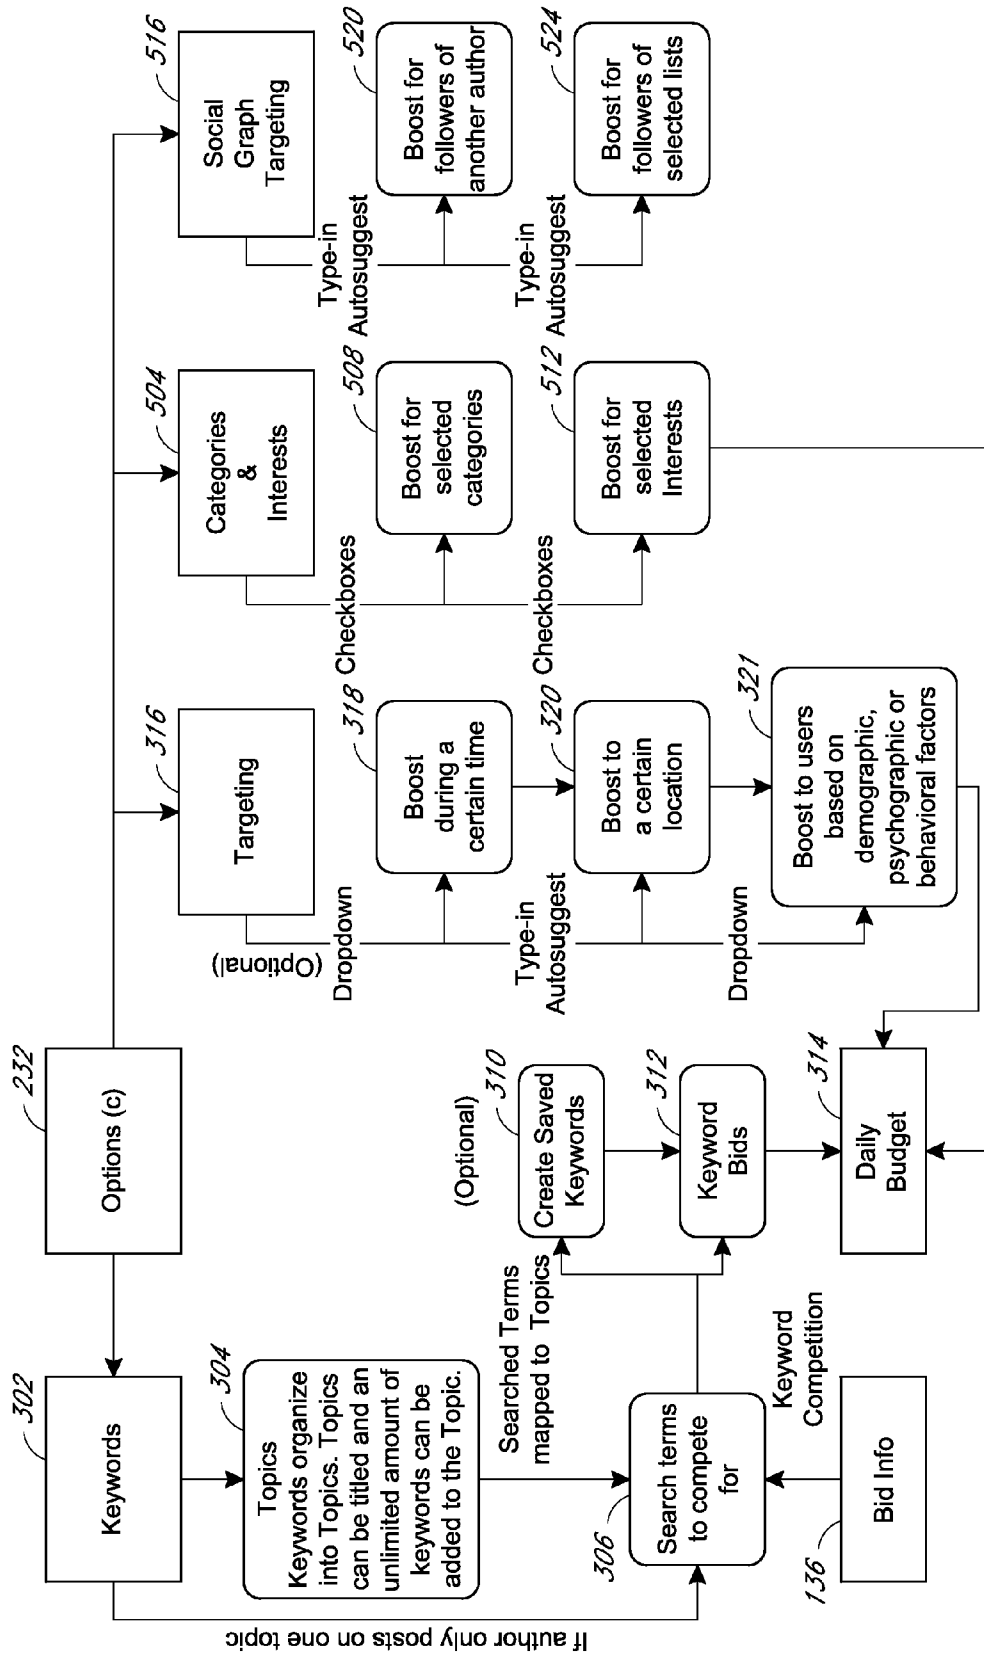 302
Keywords
232
Options (c)
316
Targeting
504
Categories
&
Interests
516
Social
Graph
Targeting
If author only posts on one topic
304
Topics
Keywords organize
into Topics. Topics
can be titled and an
unlimited amount of
keywords can be
added to the Topic.
(Optional)
Dropdown
318
Boost
during a
certain time
Checkboxes
508
Boost for
selected
categories
Type-in
Autosuggest
520
Boost for
followers of
another author
Searched Terms
mapped to Topics
(Optional)
310
Create Saved
Keywords
Type-in
Autosuggest
320
Boost to
a certain
location
Checkboxes
512
Boost for
selected
Interests
Type-in
Autosuggest
524
Boost for
followers of
selected lists
306
Search terms
to compete
for
312
Keyword
Bids
Dropdown
321
Boost to users
based on
demographic,
psychographic or
behavioral factors
Keyword
Competition
136
Bid Info
314
Daily
Budget